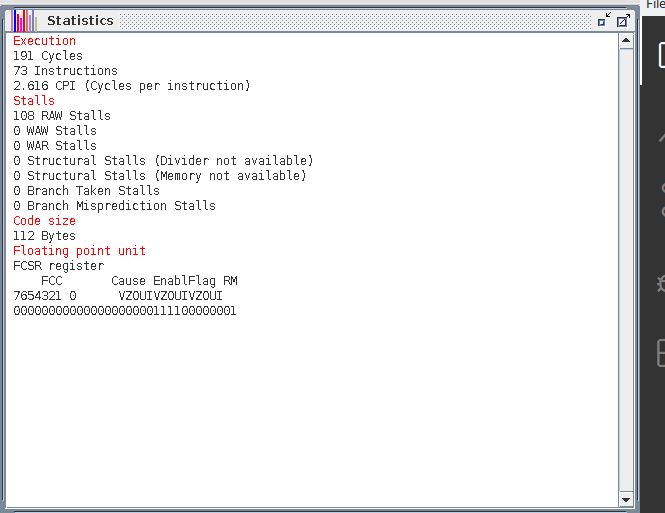 File
Statistics
Execution
191 Cycles
73 Instructions
2.616 CPI (Cycles per instruction)
Stalls
108 RAW Stalls
0 WAW Stalls
0 WAR Stalls
0 Structural Stalls (Divider not available)
0 Structural Stalls (Memory not available)
0 Branch Taken Stalls
0 Branch Misprediction Stalls
Code size
112 Bytes
Floating point unit
FCSR register
    FCC       Cause EnablFlag RM
7654321 0      VZOUIVZOUIVZOUI
00000000000000000000111100000001